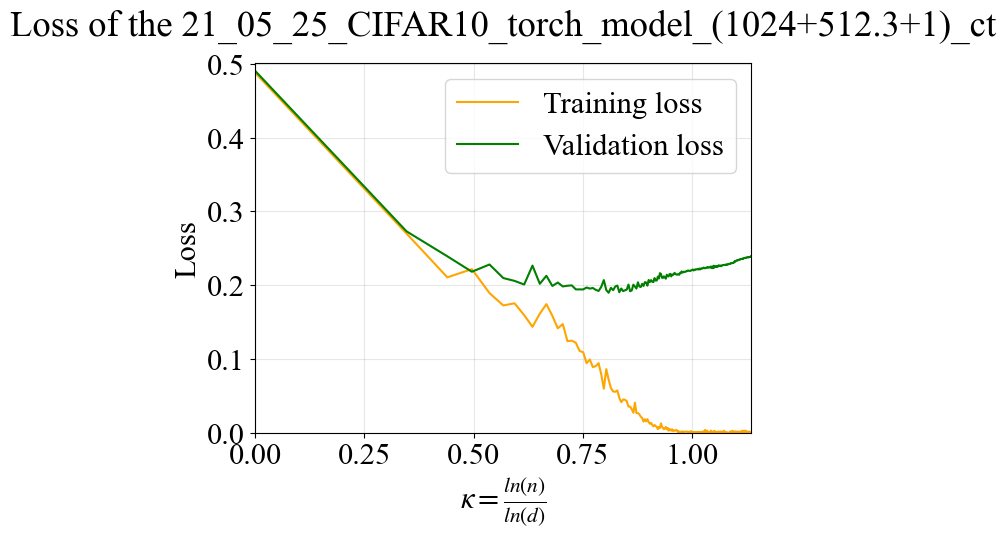 Loss of the 21_05_25_CIFAR10_torch_model_(1024+512.3+1)_ct
0.5
0.4
0.3
0.2
0.1
0.0
Loss
Training loss
Validation loss
0.00 0.25 0.50 0.75 1.00
κ = ln(n)/ln(d)